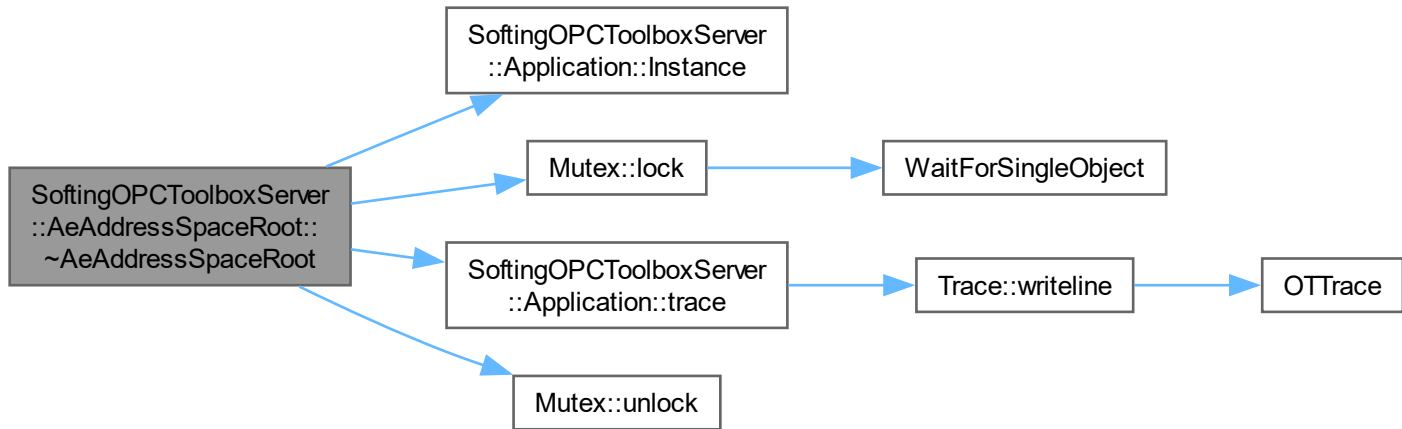 SoftingOPCToolboxServer
::AeAddressSpaceRoot::
~AeAddressSpaceRoot
SoftingOPCToolboxServer
::Application::Instance
Mutex::lock
WaitForSingleObject
SoftingOPCToolboxServer
::Application::trace
Trace::writeline
OTTrace
Mutex::unlock